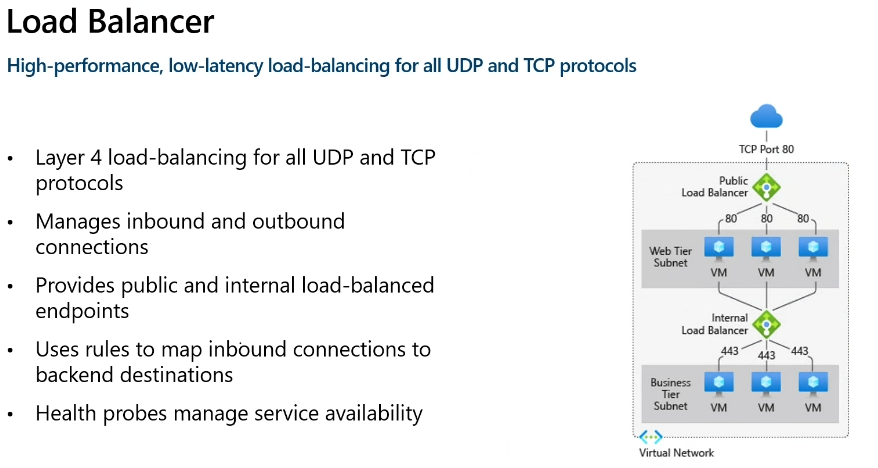 Load Balancer
High-performance, low-latency load-balancing for all UDP and TCP protocols
• Layer 4 load-balancing for all UDP and TCP
protocols
• Manages inbound and outbound
connections
• Provides public and internal load-balanced
endpoints
• Uses rules to map inbound connections to
backend destinations
• Health probes manage service availability
TCP Port 80
Public
Load Balancer
80 80 80
Web Tier
Subnet
VM VM VM
Internal
Load Balancer
443 443 443
Business
Tier
Subnet
VM VM VM
Virtual Network